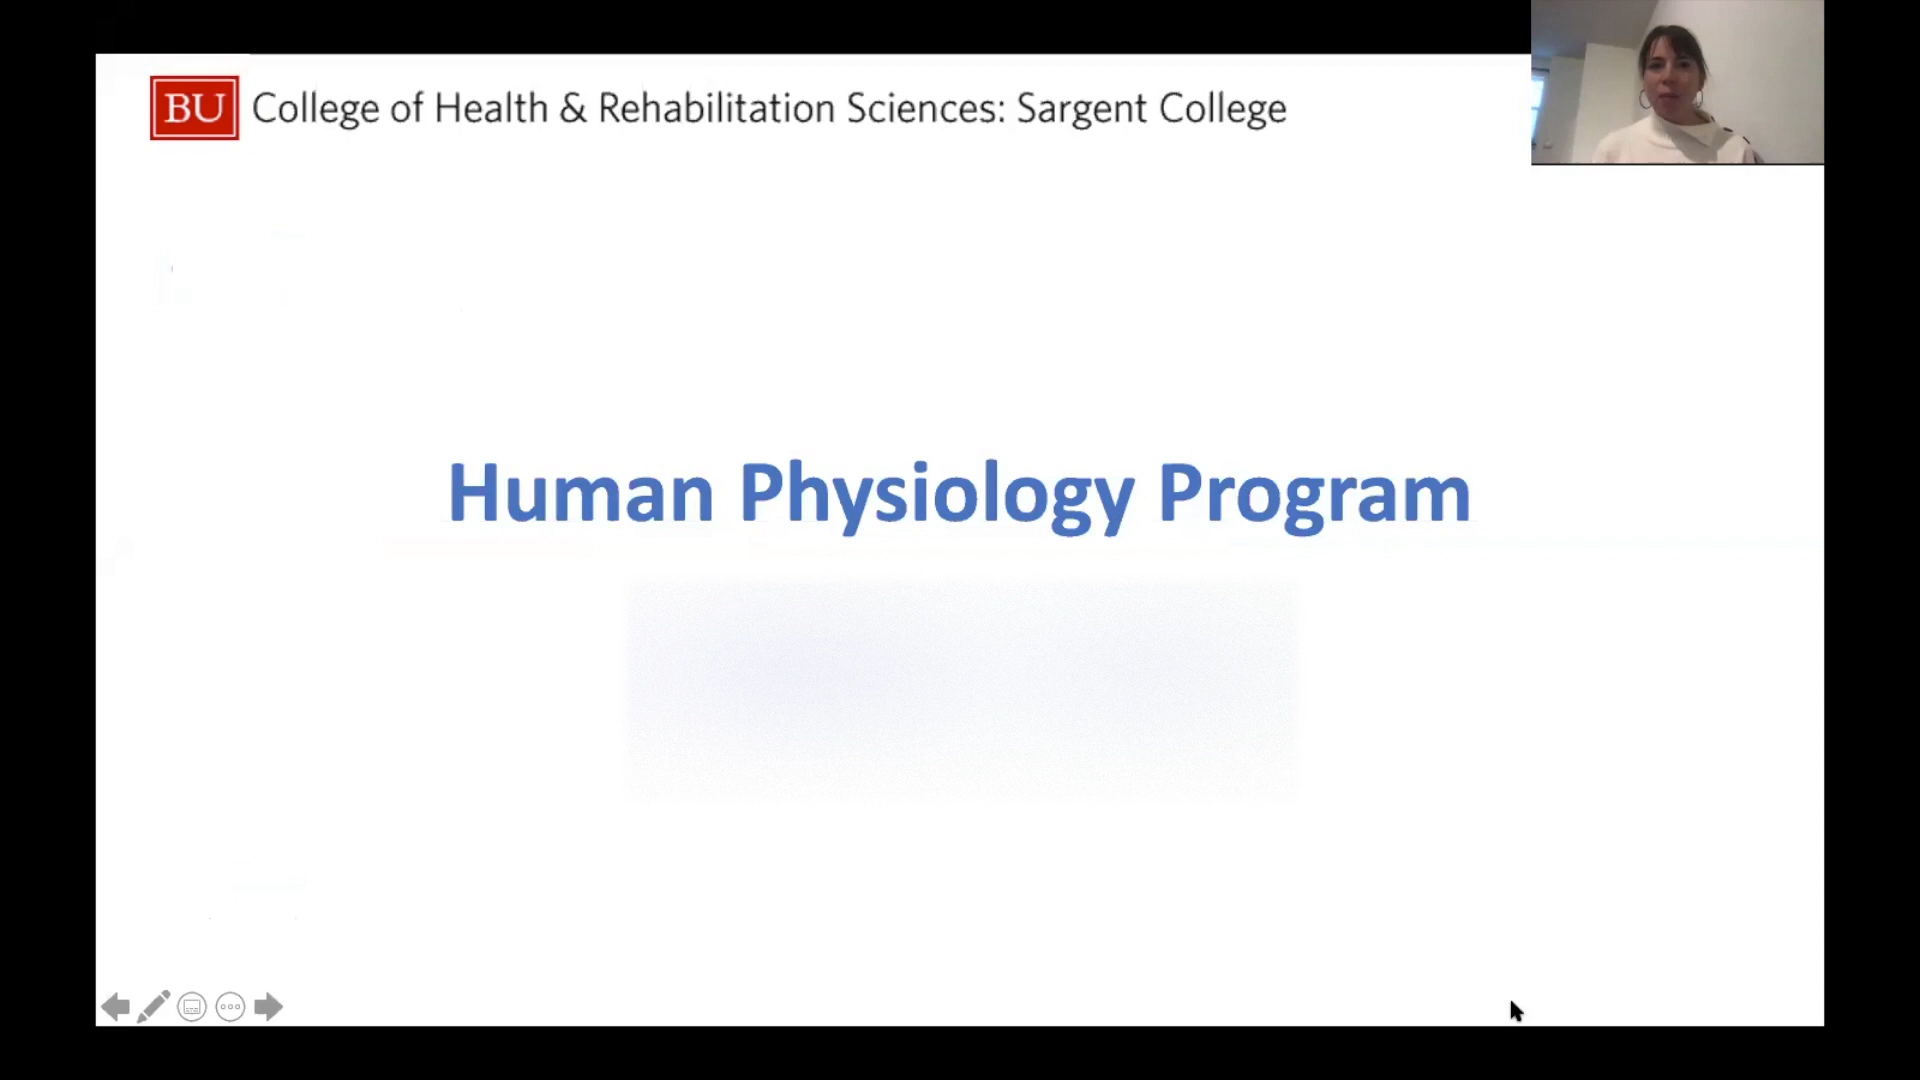 BU College of Health & Rehabilitation Sciences: Sargent College
Human Physiology Program